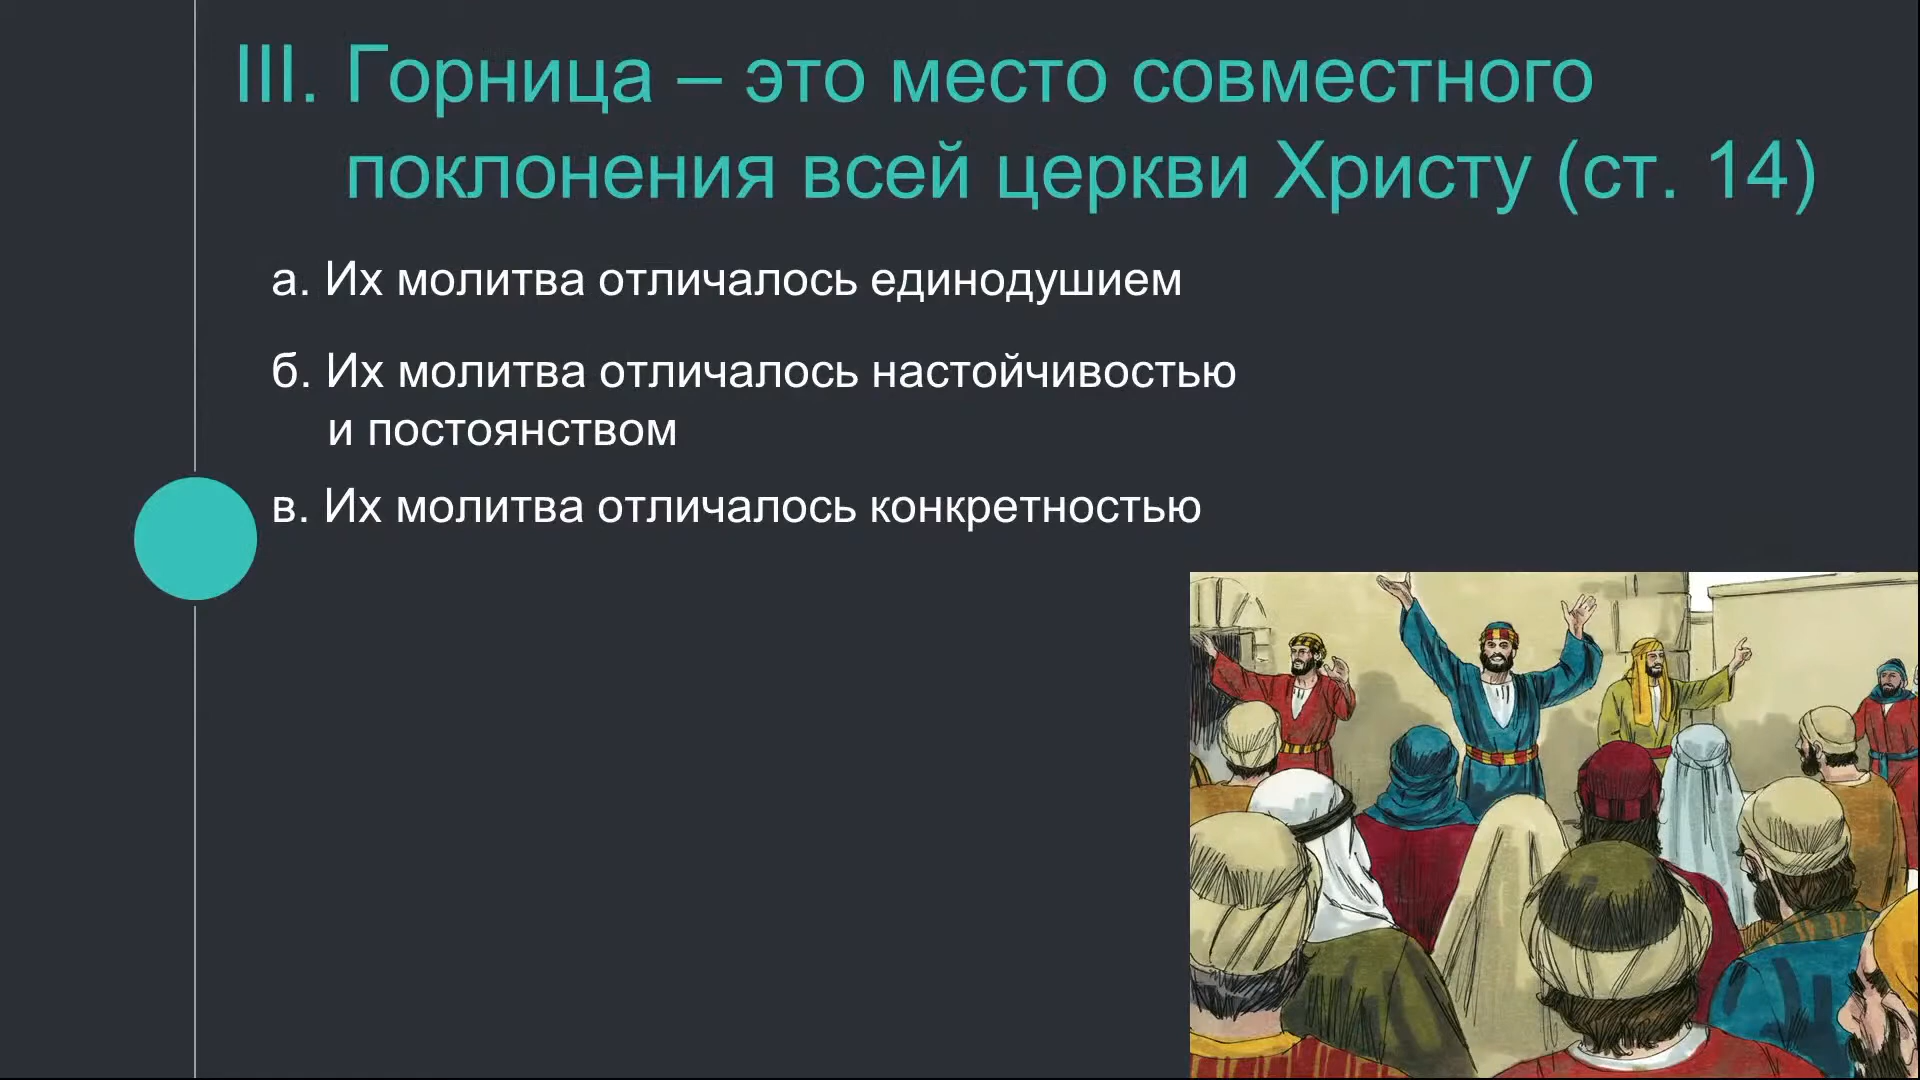 III. Горница – это место совместного
поклонения всей церкви Христу (ст. 14)
а. Их молитва отличалось единодушием
б. Их молитва отличалось настойчивостью
и постоянством
в. Их молитва отличалось конкретностью